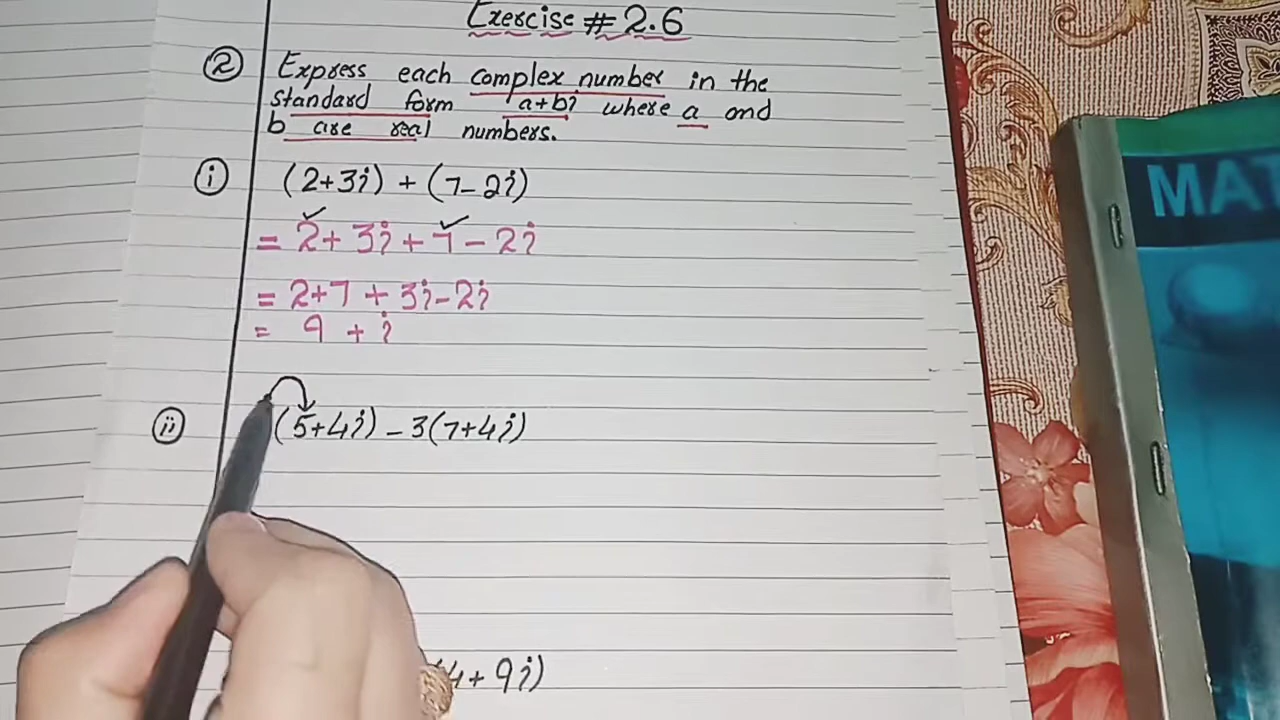 Exercise # 2.6
② Express each complex number in the
standard form a+bi where a and
b are real numbers.
ⓘ (2+3i) + (7-2i)
= 2+ 3i + 7 - 2i
= 2+7 + 3i-2i
= 9 + i
ⓘⓘ (5+4i) - 3(7+4i)
+ 9i)
MAT